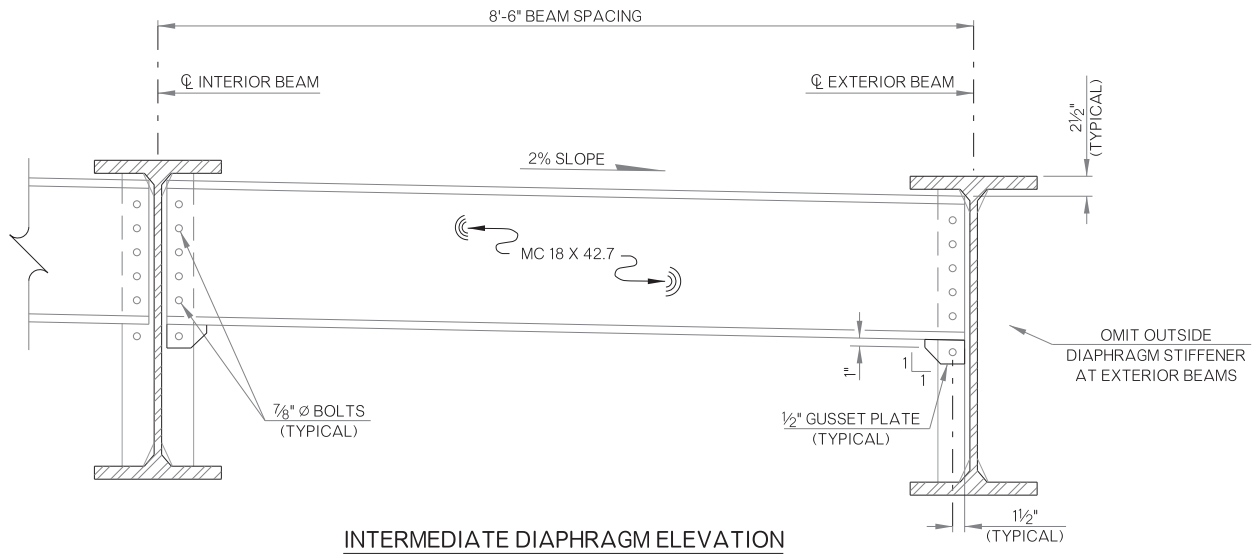 8'-6" BEAM SPACING
℄ INTERIOR BEAM
℄ EXTERIOR BEAM
2½"
(TYPICAL)
2% SLOPE
MC 18 X 42.7
OMIT OUTSIDE
DIAPHRAGM STIFFENER
AT EXTERIOR BEAMS
1"
1
1
⅞" Ø BOLTS
(TYPICAL)
½" GUSSET PLATE
(TYPICAL)
1½"
(TYPICAL)
INTERMEDIATE DIAPHRAGM ELEVATION